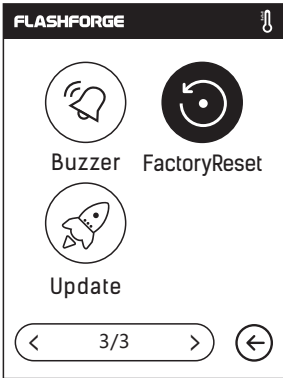 FLASHFORGE
Buzzer FactoryReset
Update
< 3/3 >